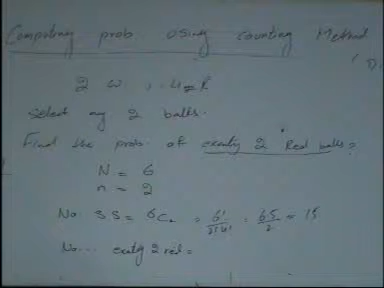 Computing prob using counting Method
2 W , 4 = R
select any 2 balls.
Find the prob. of exactly 2 Red balls =
N = 6
n = 2
No. SS = 6C₂ = 6!/2!4! = 6.5/2 = 15
No... exactly 2 red =